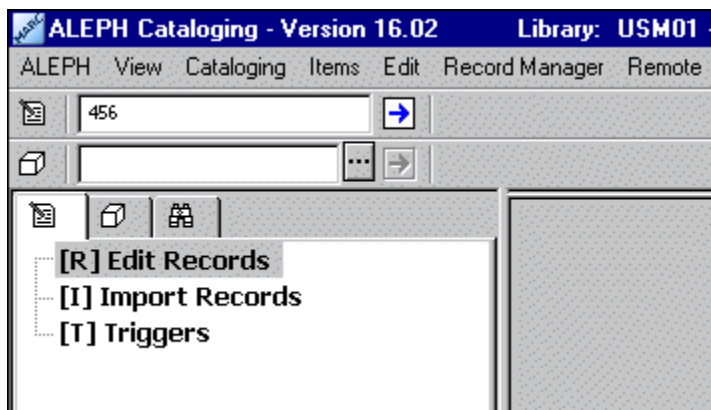 MARC ALEPH Cataloging - Version 16.02 Library: USM01 -
ALEPH View Cataloging Items Edit Record Manager Remote
456
...
[R] Edit Records
[I] Import Records
[T] Triggers